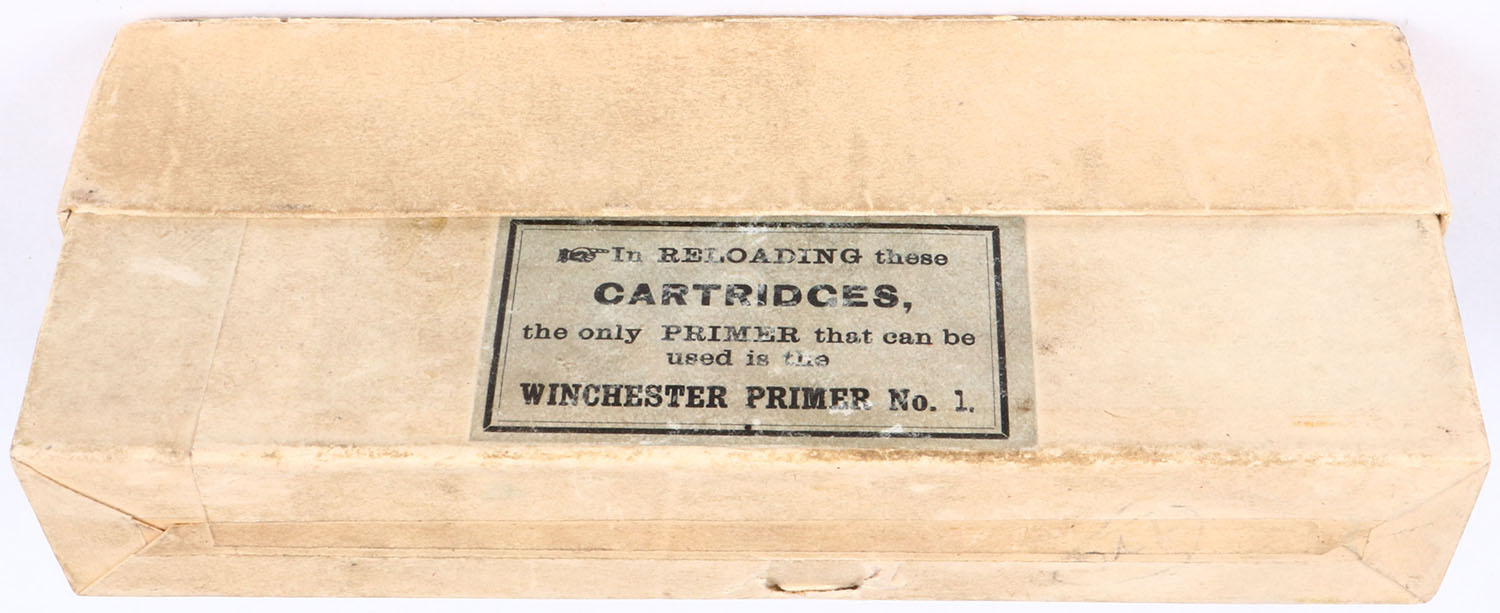 ☞ In RELOADING these
CARTRIDGES,
the only PRIMER that can be
used is the
WINCHESTER PRIMER No. 1.